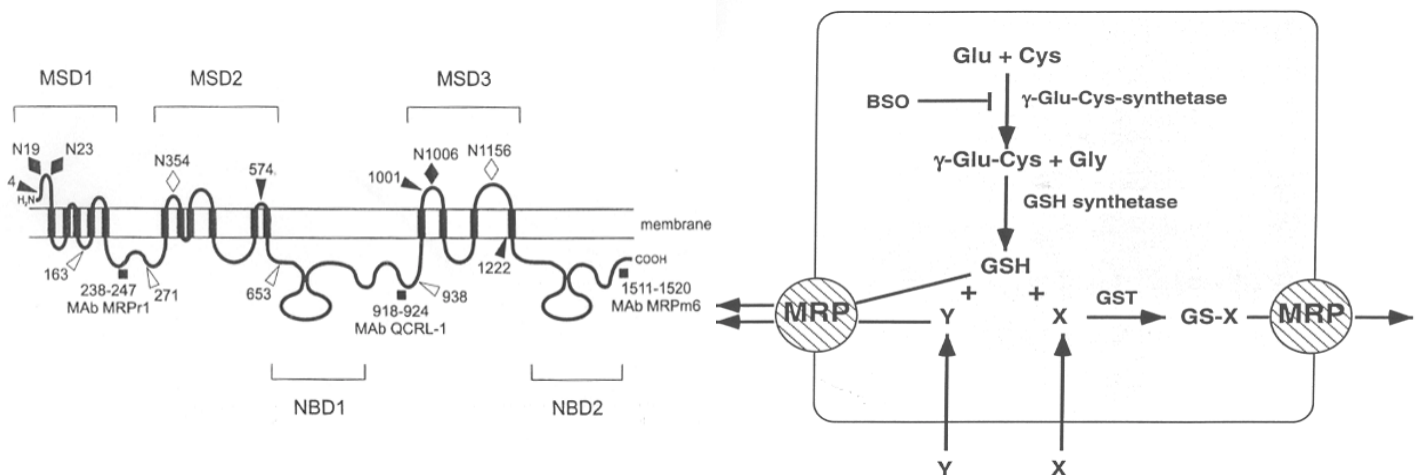 MSD1
MSD2
MSD3
N19
N23
N354
574.
1001
N1006
N1156
4
H₂N
membrane
163
238-247
MAb MRPr1
271
653
918-924
MAb QCRL-1
938
1222
COOH
1511-1520
MAb MRPm6
NBD1
NBD2
Glu + Cys
BSO
γ-Glu-Cys-synthetase
γ-Glu-Cys + Gly
GSH synthetase
GSH
+ +
MRP
Y
X
GST
GS-X
MRP
Y
X